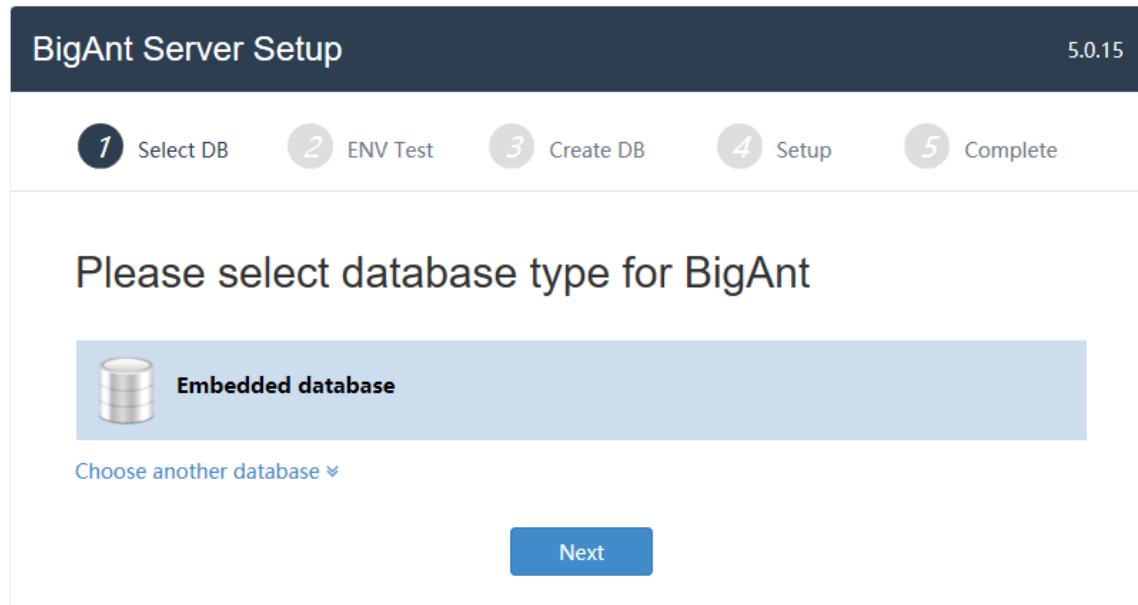 BigAnt Server Setup 5.0.15
1 Select DB 2 ENV Test 3 Create DB 4 Setup 5 Complete
Please select database type for BigAnt
Embedded database
Choose another database
Next